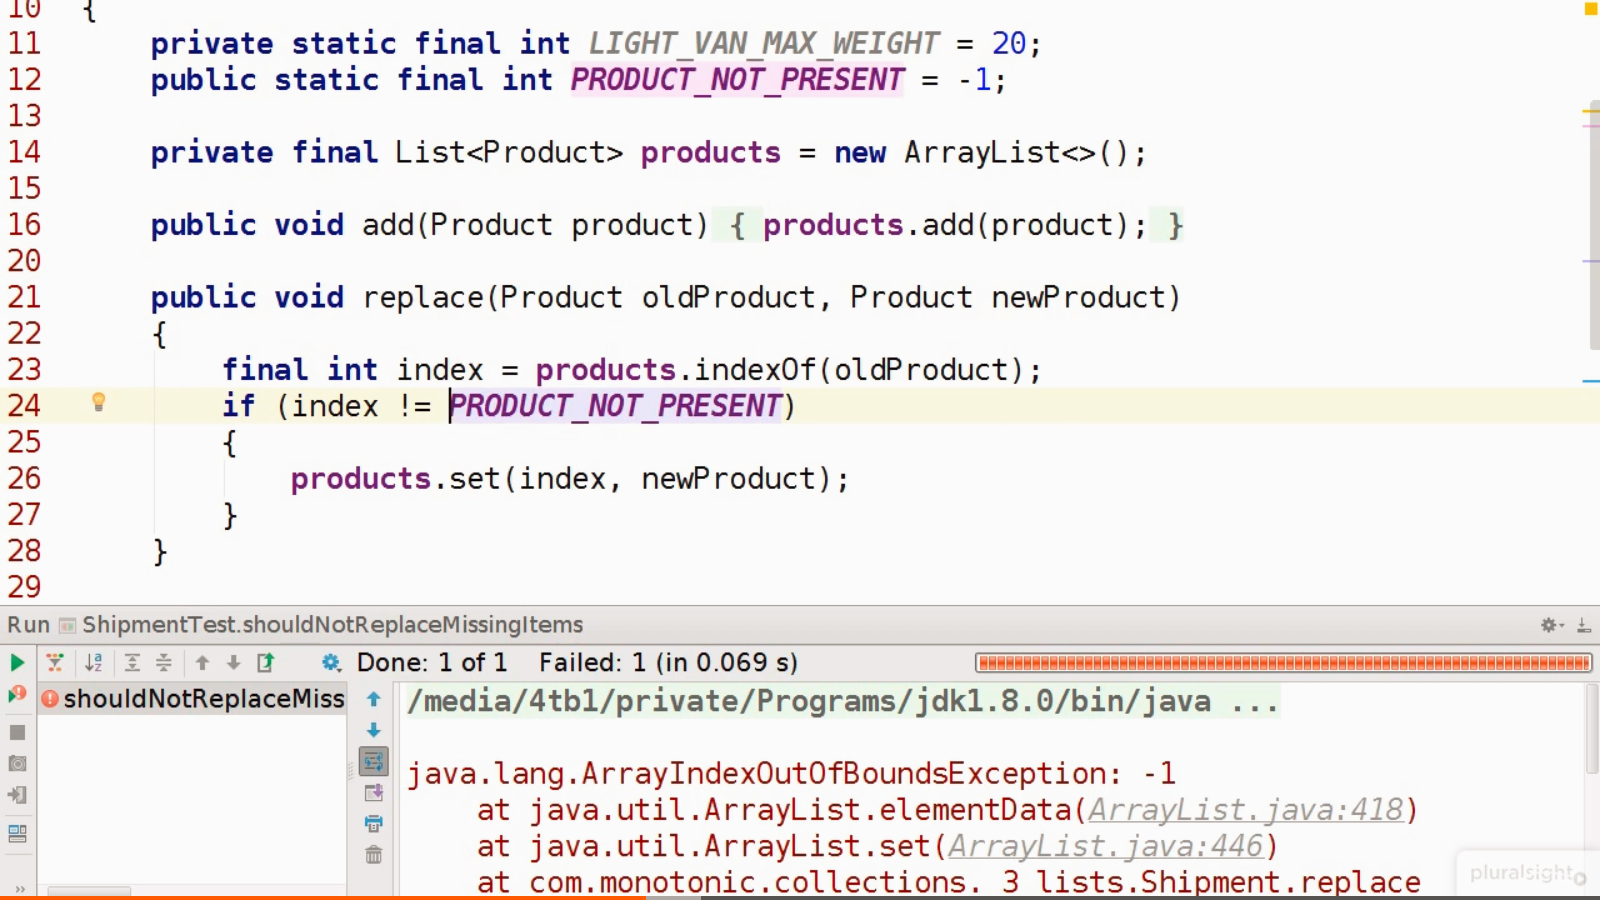 10 {
11 private static final int LIGHT_VAN_MAX_WEIGHT = 20;
12 public static final int PRODUCT_NOT_PRESENT = -1;
13
14 private final List<Product> products = new ArrayList<>();
15
16 public void add(Product product) { products.add(product); }
20
21 public void replace(Product oldProduct, Product newProduct)
22 {
23 final int index = products.indexOf(oldProduct);
24 if (index != PRODUCT_NOT_PRESENT)
25 {
26 products.set(index, newProduct);
27 }
28 }
29
Run ShipmentTest.shouldNotReplaceMissingItems
Done: 1 of 1 Failed: 1 (in 0.069 s)
shouldNotReplaceMiss
/media/4tb1/private/Programs/jdk1.8.0/bin/java ...
java.lang.ArrayIndexOutOfBoundsException: -1
at java.util.ArrayList.elementData(ArrayList.java:418)
at java.util.ArrayList.set(ArrayList.java:446)
at com.monotonic.collections._3_lists.Shipment.replace
pluralsight